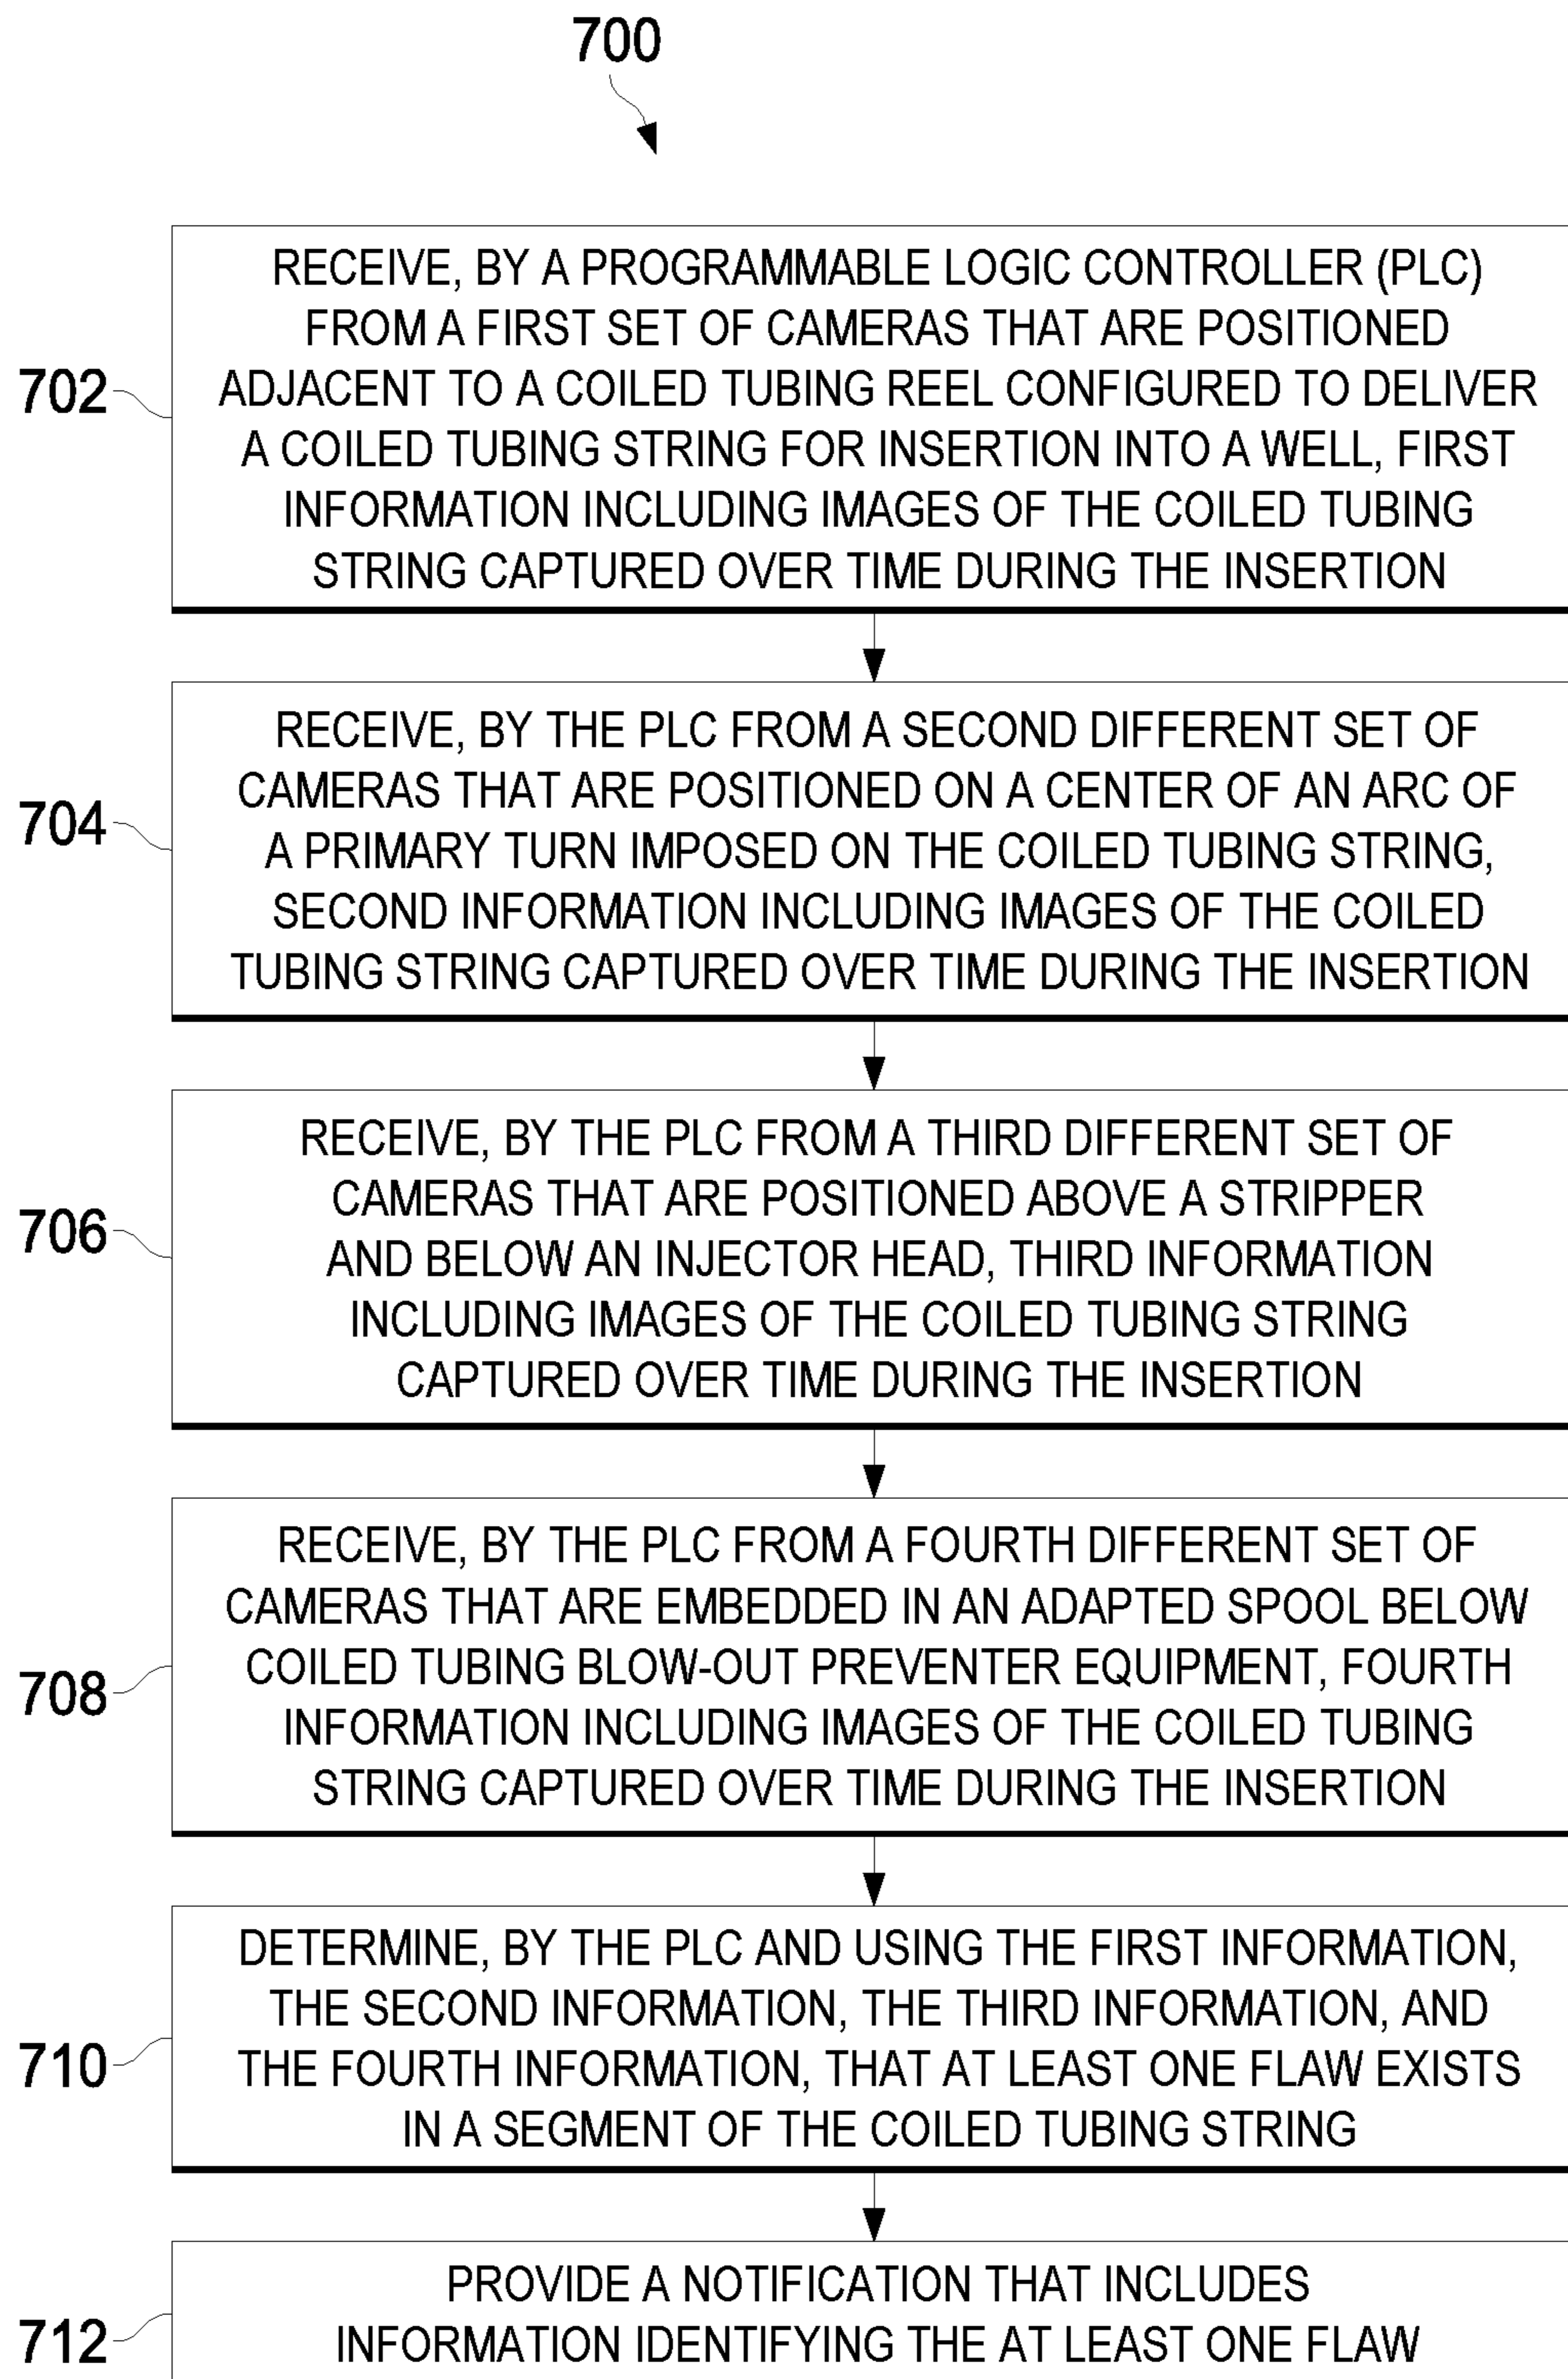 700
702
RECEIVE, BY A PROGRAMMABLE LOGIC CONTROLLER (PLC)
FROM A FIRST SET OF CAMERAS THAT ARE POSITIONED
ADJACENT TO A COILED TUBING REEL CONFIGURED TO DELIVER
A COILED TUBING STRING FOR INSERTION INTO A WELL, FIRST
INFORMATION INCLUDING IMAGES OF THE COILED TUBING
STRING CAPTURED OVER TIME DURING THE INSERTION
704
RECEIVE, BY THE PLC FROM A SECOND DIFFERENT SET OF
CAMERAS THAT ARE POSITIONED ON A CENTER OF AN ARC OF
A PRIMARY TURN IMPOSED ON THE COILED TUBING STRING,
SECOND INFORMATION INCLUDING IMAGES OF THE COILED
TUBING STRING CAPTURED OVER TIME DURING THE INSERTION
706
RECEIVE, BY THE PLC FROM A THIRD DIFFERENT SET OF
CAMERAS THAT ARE POSITIONED ABOVE A STRIPPER
AND BELOW AN INJECTOR HEAD, THIRD INFORMATION
INCLUDING IMAGES OF THE COILED TUBING STRING
CAPTURED OVER TIME DURING THE INSERTION
708
RECEIVE, BY THE PLC FROM A FOURTH DIFFERENT SET OF
CAMERAS THAT ARE EMBEDDED IN AN ADAPTED SPOOL BELOW
COILED TUBING BLOW-OUT PREVENTER EQUIPMENT, FOURTH
INFORMATION INCLUDING IMAGES OF THE COILED TUBING
STRING CAPTURED OVER TIME DURING THE INSERTION
710
DETERMINE, BY THE PLC AND USING THE FIRST INFORMATION,
THE SECOND INFORMATION, THE THIRD INFORMATION, AND
THE FOURTH INFORMATION, THAT AT LEAST ONE FLAW EXISTS
IN A SEGMENT OF THE COILED TUBING STRING
712
PROVIDE A NOTIFICATION THAT INCLUDES
INFORMATION IDENTIFYING THE AT LEAST ONE FLAW